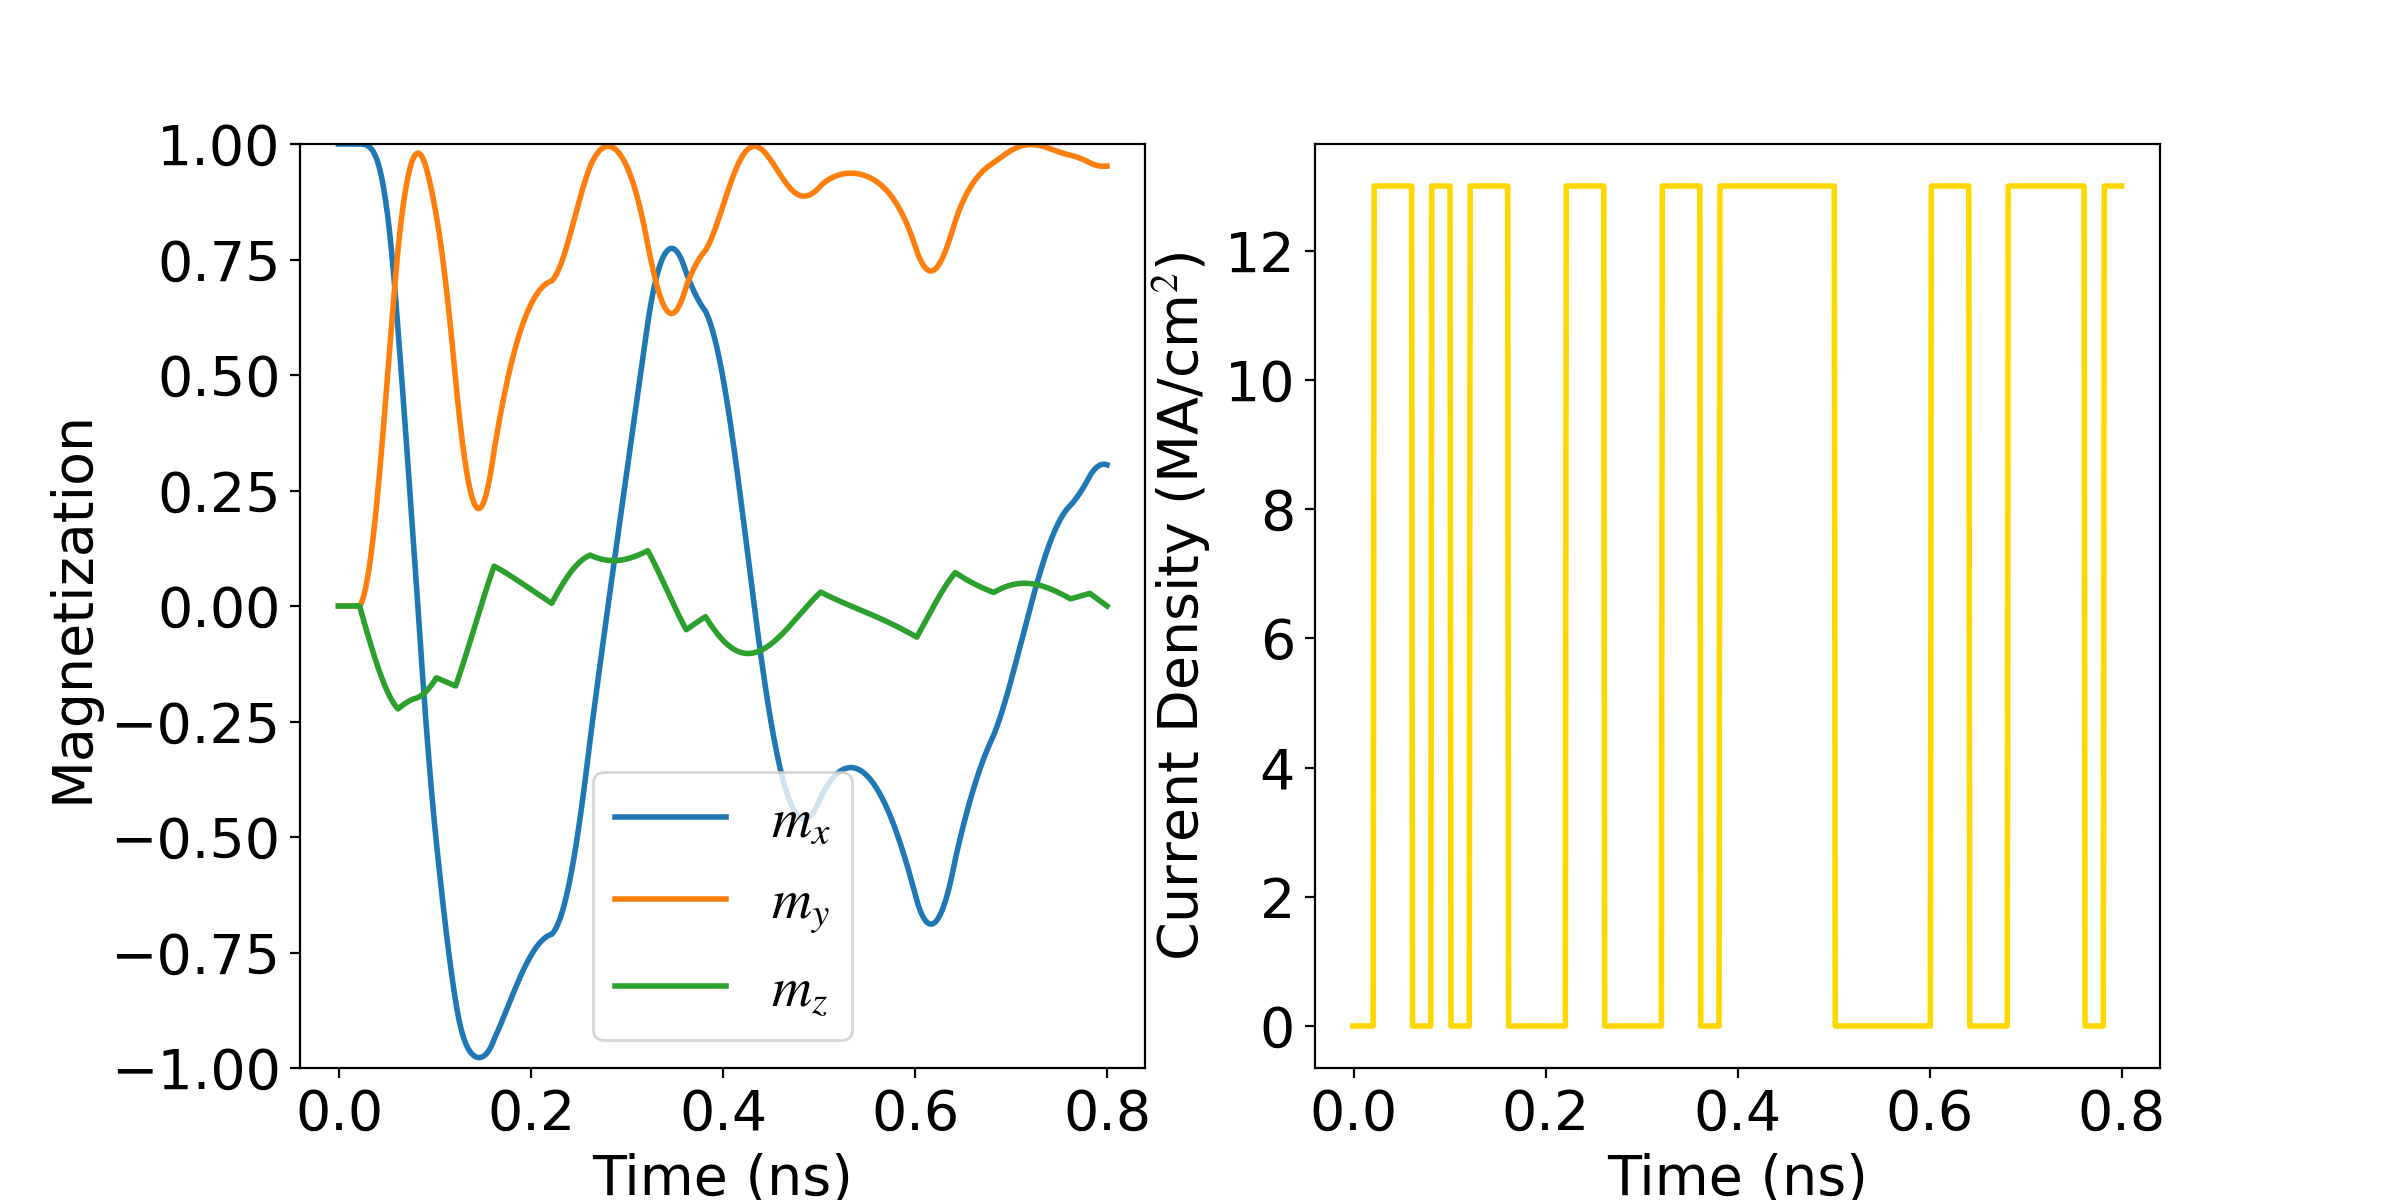 Magnetization
1.00
0.75
0.50
0.25
0.00
−0.25
−0.50
−0.75
−1.00
0.0 0.2 0.4 0.6 0.8
Time (ns)
m_x
m_y
m_z
Current Density (MA/cm²)
12
10
8
6
4
2
0
0.0 0.2 0.4 0.6 0.8
Time (ns)